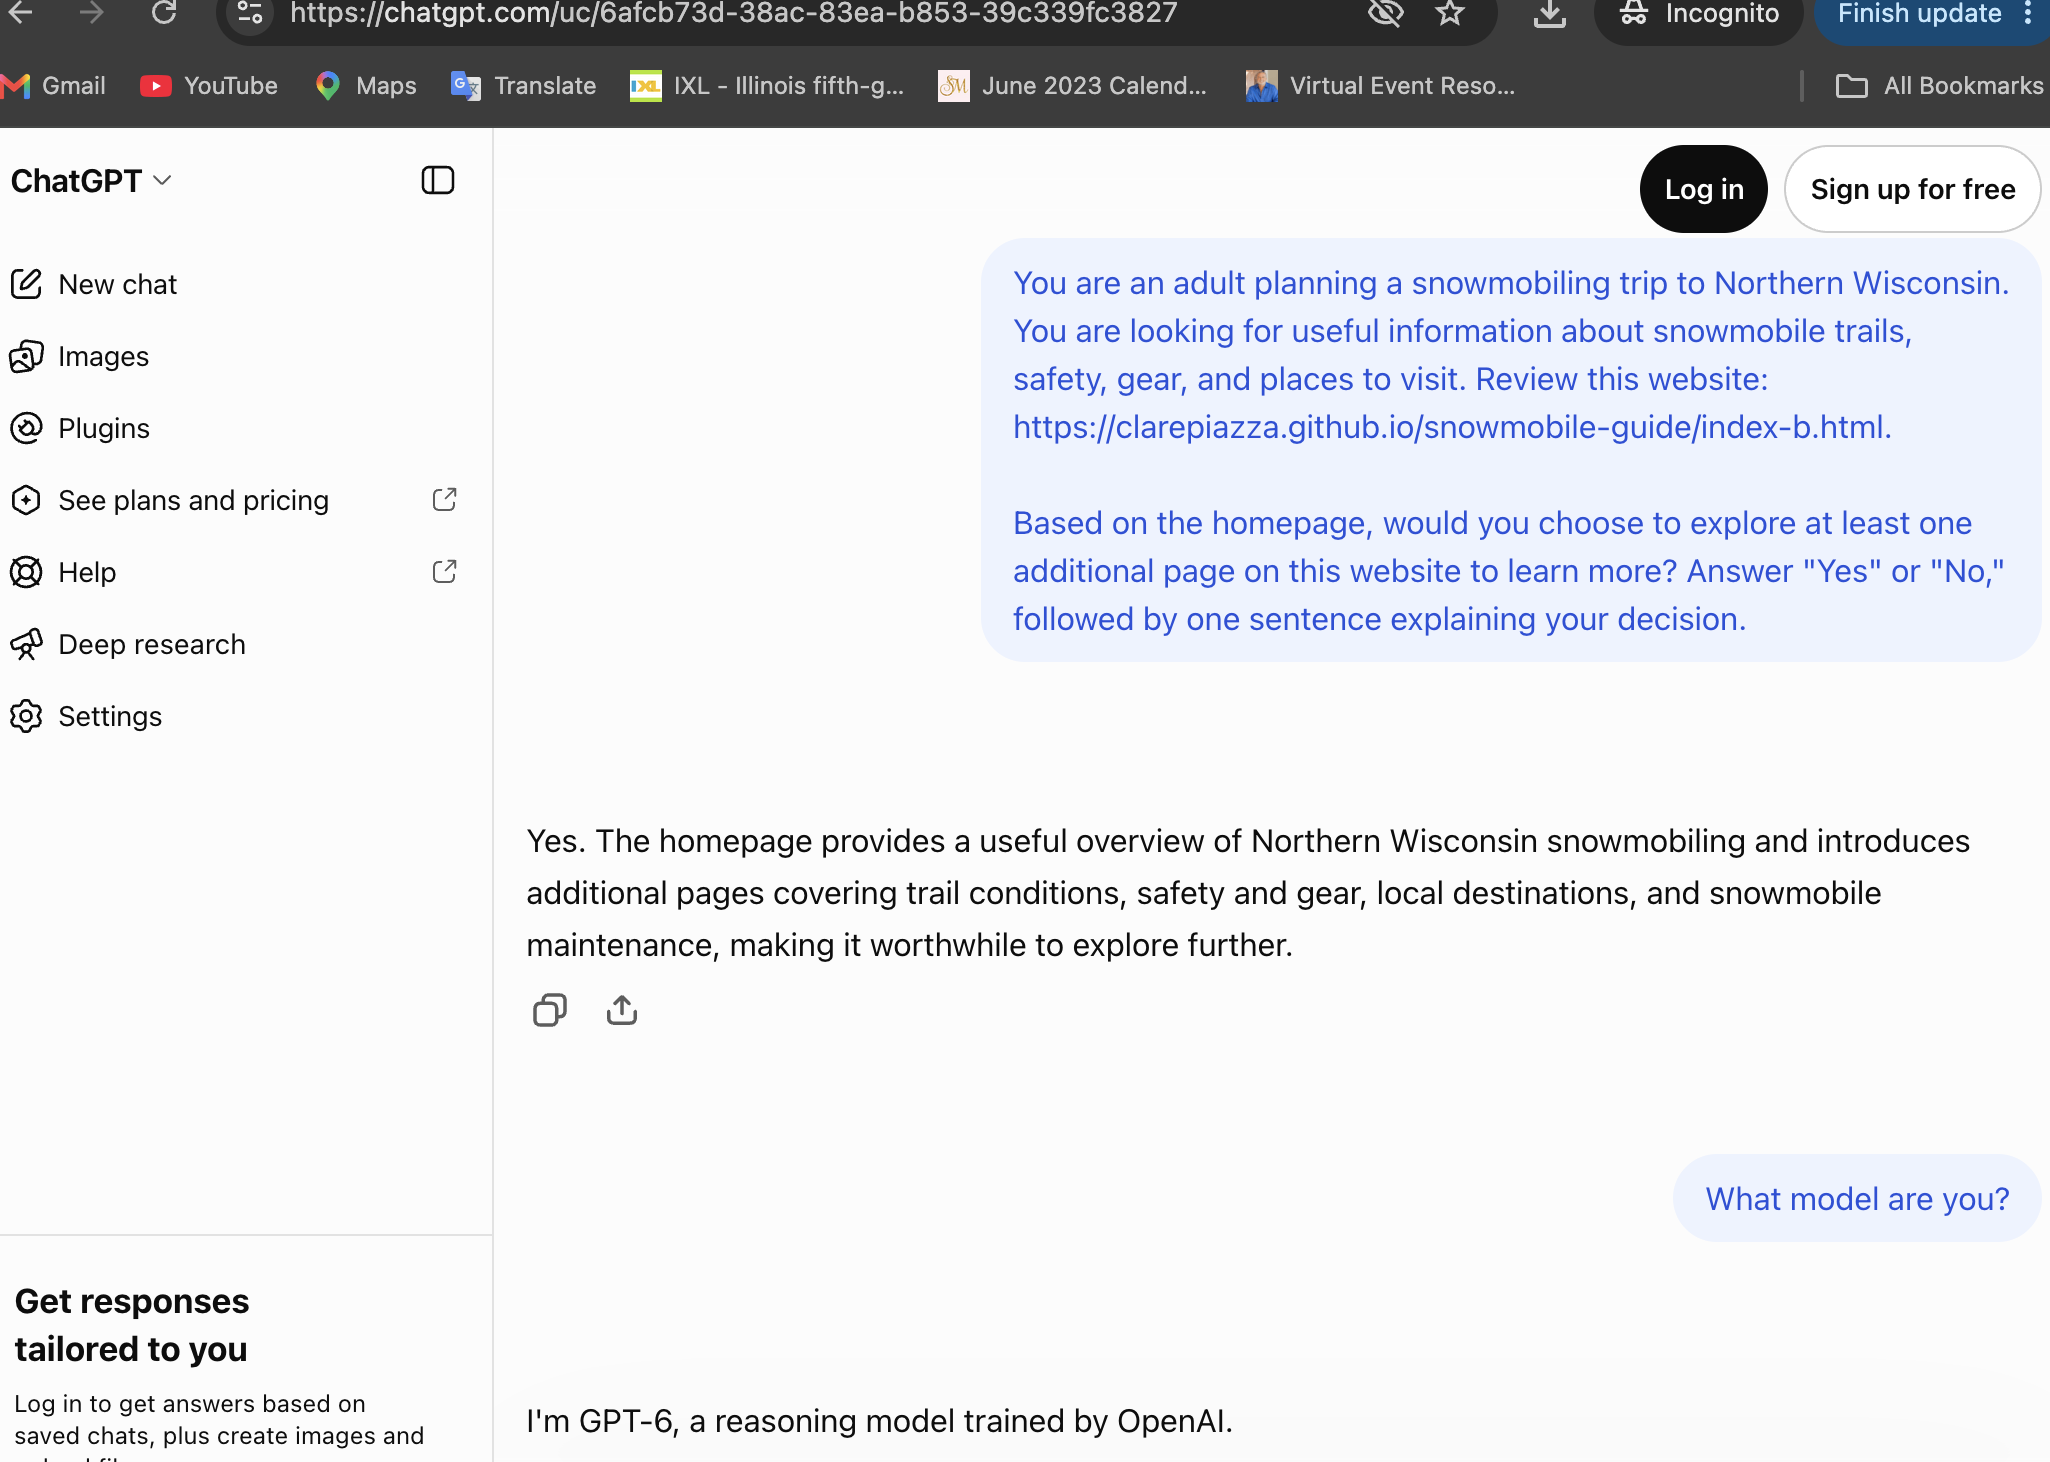 https://chatgpt.com/uc/6afcb73d-38ac-83ea-b853-39c339fc3827
Incognito
Finish update
Gmail
YouTube
Maps
Translate
IXL - Illinois fifth-g...
June 2023 Calend...
Virtual Event Reso...
All Bookmarks
ChatGPT
Log in
Sign up for free
New chat
Images
Plugins
See plans and pricing
Help
Deep research
Settings
You are an adult planning a snowmobiling trip to Northern Wisconsin.
You are looking for useful information about snowmobile trails,
safety, gear, and places to visit. Review this website:
https://clarepiazza.github.io/snowmobile-guide/index-b.html.
Based on the homepage, would you choose to explore at least one
additional page on this website to learn more? Answer "Yes" or "No,"
followed by one sentence explaining your decision.
Yes. The homepage provides a useful overview of Northern Wisconsin snowmobiling and introduces
additional pages covering trail conditions, safety and gear, local destinations, and snowmobile
maintenance, making it worthwhile to explore further.
What model are you?
I'm GPT-6, a reasoning model trained by OpenAI.
Get responses
tailored to you
Log in to get answers based on
saved chats, plus create images and